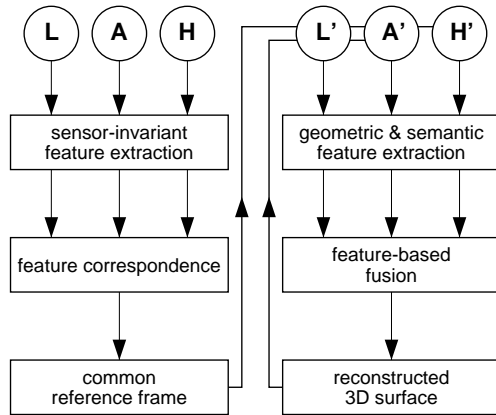 L A H
sensor-invariant
feature extraction
feature correspondence
common
reference frame
L’ A’ H’
geometric & semantic
feature extraction
feature-based
fusion
reconstructed
3D surface